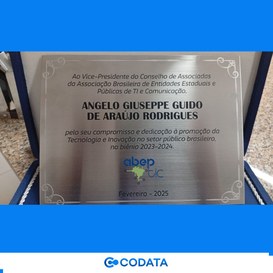 Ao Vice-Presidente do Conselho de Associados
da Associação Brasileira de Entidades Estaduais e
Públicas de TI e Comunicação,
ANGELO GIUSEPPE GUIDO
DE ARAÚJO RODRIGUES
pelo seu compromisso e dedicação à promoção da
Tecnologia e Inovação no setor público brasileiro,
no biênio 2023-2024.
abep
tic
Fevereiro - 2025
CODATA